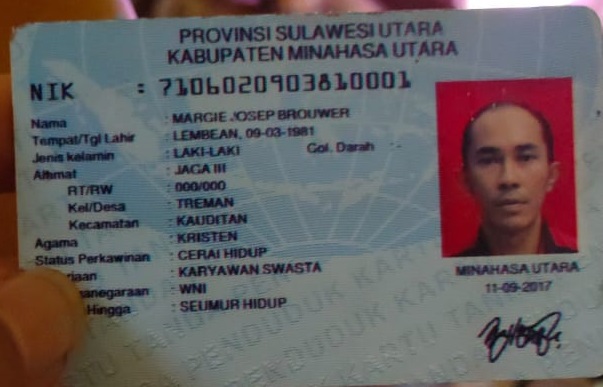 PROVINSI SULAWESI UTARA
KABUPATEN MINAHASA UTARA
NIK : 7106020903810001
Nama : MARGIE JOSEP BROUWER
Tempat/Tgl Lahir : LEMBEAN, 09-03-1981
Jenis kelamin : LAKI-LAKI Gol. Darah
Alamat : JAGA III
RT/RW : 000/000
Kel/Desa : TREMAN
Kecamatan : KAUDITAN
Agama : KRISTEN
Status Perkawinan : CERAI HIDUP
: KARYAWAN SWASTA
: WNI
Hingga : SEUMUR HIDUP
MINAHASA UTARA
11-09-2017